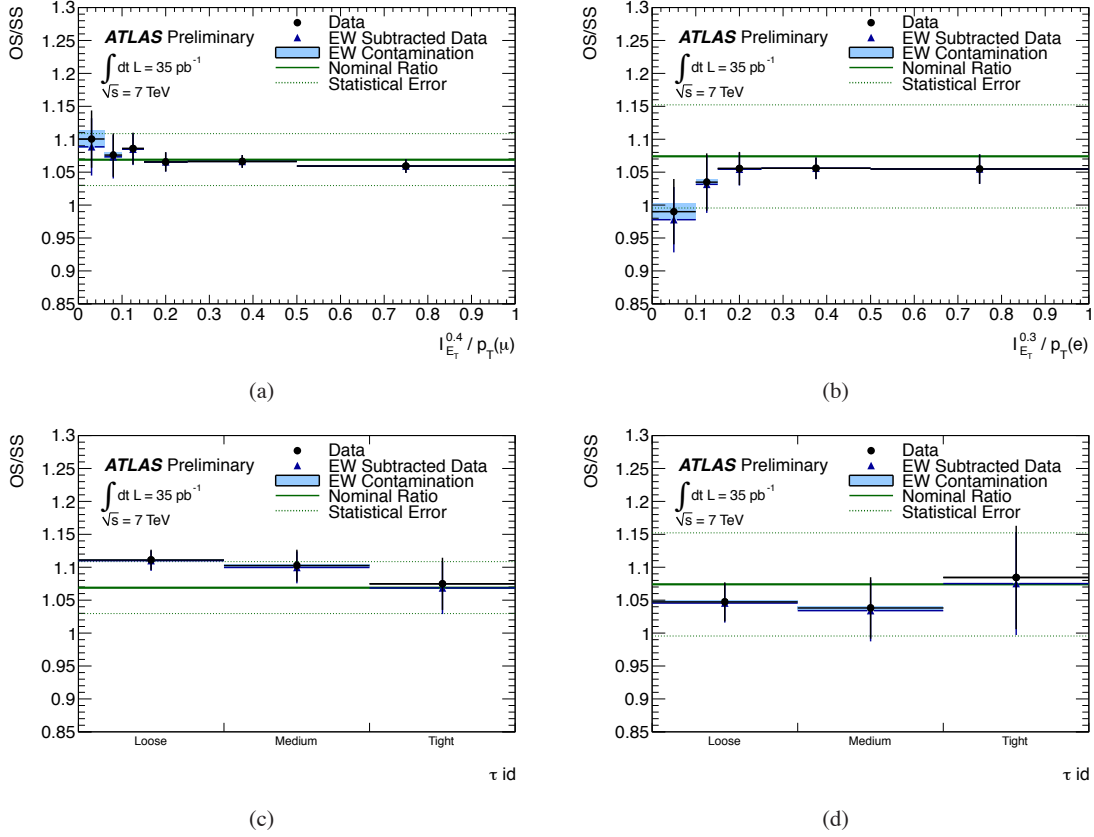 OS/SS
1.3
1.25
1.2
1.15
1.1
1.05
1
0.95
0.9
0.85
ATLAS Preliminary
∫ dt L = 35 pb⁻¹
√s = 7 TeV
Data
EW Subtracted Data
EW Contamination
Nominal Ratio
Statistical Error
0 0.1 0.2 0.3 0.4 0.5 0.6 0.7 0.8 0.9 1
I_{E_T}^{0.4} / p_T(μ)
(a)
OS/SS
1.3
1.25
1.2
1.15
1.1
1.05
1
0.95
0.9
0.85
ATLAS Preliminary
∫ dt L = 35 pb⁻¹
√s = 7 TeV
Data
EW Subtracted Data
EW Contamination
Nominal Ratio
Statistical Error
0 0.1 0.2 0.3 0.4 0.5 0.6 0.7 0.8 0.9 1
I_{E_T}^{0.3} / p_T(e)
(b)
OS/SS
1.3
1.25
1.2
1.15
1.1
1.05
1
0.95
0.9
0.85
ATLAS Preliminary
∫ dt L = 35 pb⁻¹
√s = 7 TeV
Data
EW Subtracted Data
EW Contamination
Nominal Ratio
Statistical Error
Loose Medium Tight
τ id
(c)
OS/SS
1.3
1.25
1.2
1.15
1.1
1.05
1
0.95
0.9
0.85
ATLAS Preliminary
∫ dt L = 35 pb⁻¹
√s = 7 TeV
Data
EW Subtracted Data
EW Contamination
Nominal Ratio
Statistical Error
Loose Medium Tight
τ id
(d)